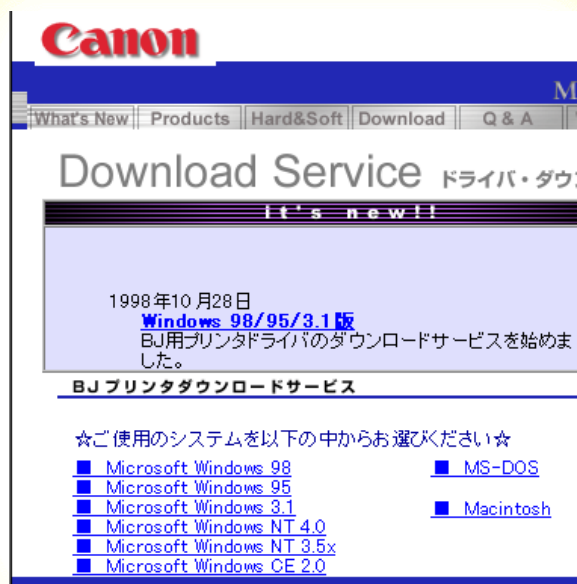 Canon
M
What's New Products Hard&Soft Download Q & A
Download Service ドライバ・ダウン
it's new!!
1998年10月28日
Windows 98/95/3.1版
BJ用プリンタドライバのダウンロードサービスを始めま
した。
BJプリンタダウンロードサービス
☆ご使用のシステムを以下の中からお選びください☆
■ Microsoft Windows 98 ■ MS-DOS
■ Microsoft Windows 95
■ Microsoft Windows 3.1 ■ Macintosh
■ Microsoft Windows NT 4.0
■ Microsoft Windows NT 3.5x
■ Microsoft Windows CE 2.0